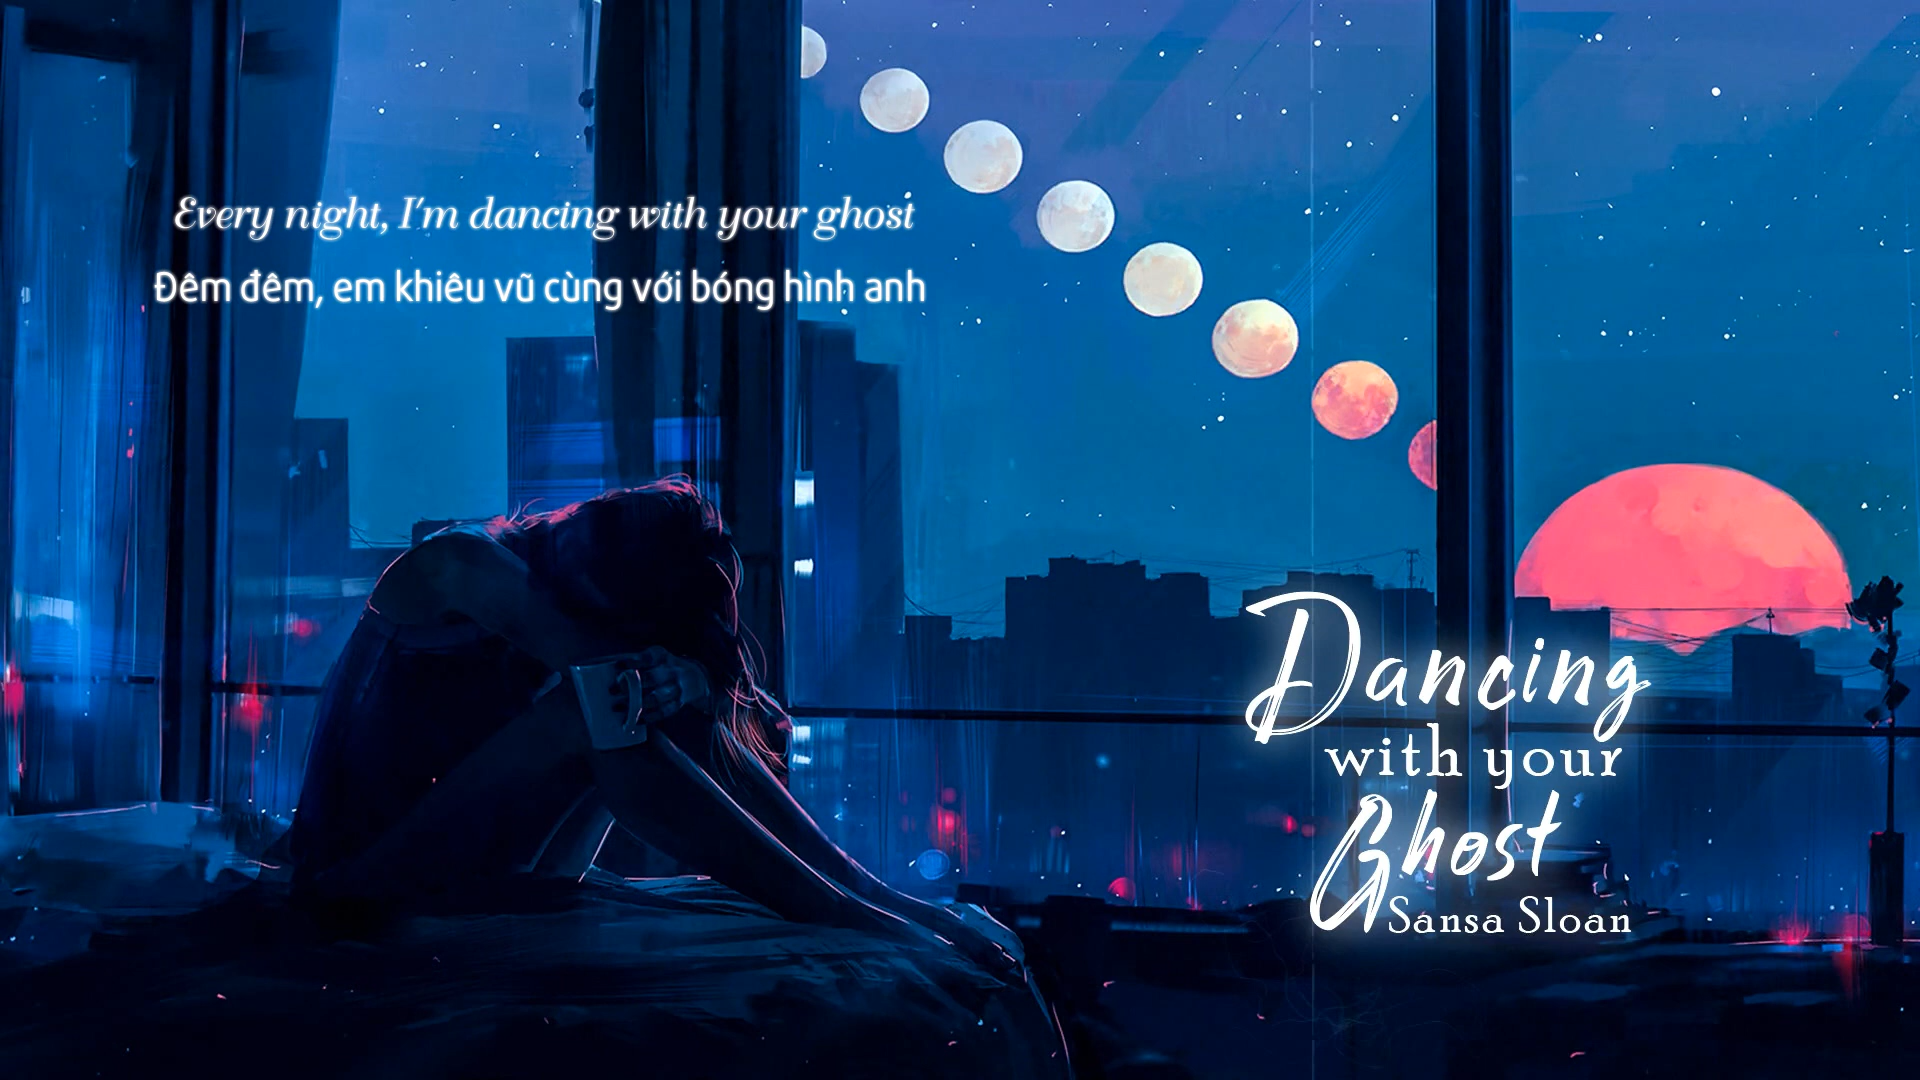 Every night, I'm dancing with your ghost
Đêm đêm, em khiêu vũ cùng với bóng hình anh
Dancing
with your
Ghost
Sansa Sloan